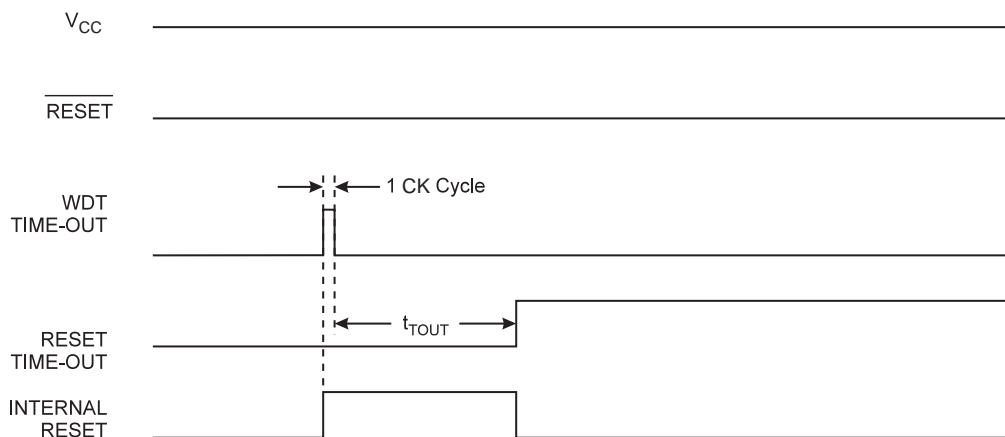 VCC
RESET
1 CK Cycle
WDT
TIME-OUT
tTOUT
RESET
TIME-OUT
INTERNAL
RESET